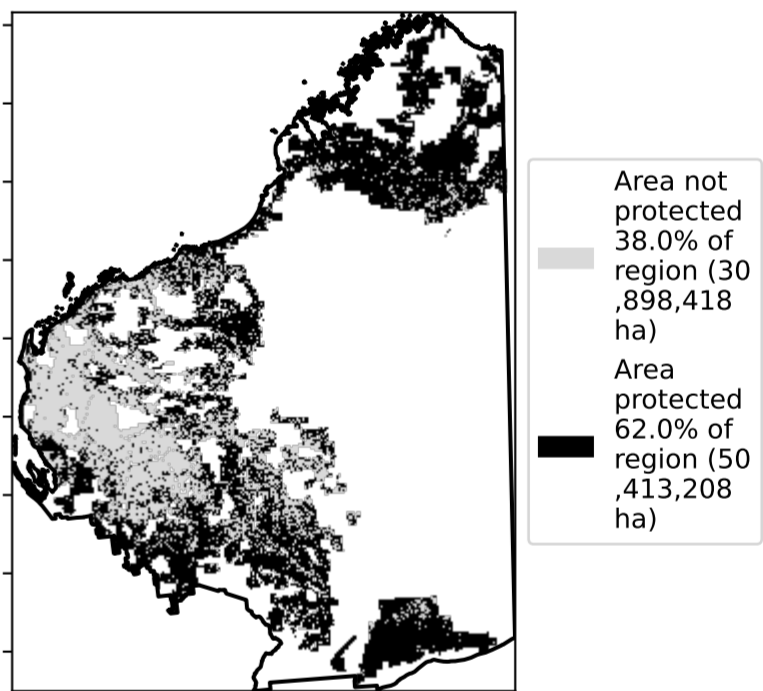 Area not
protected
38.0% of
region (30
,898,418
ha)
Area
protected
62.0% of
region (50
,413,208
ha)